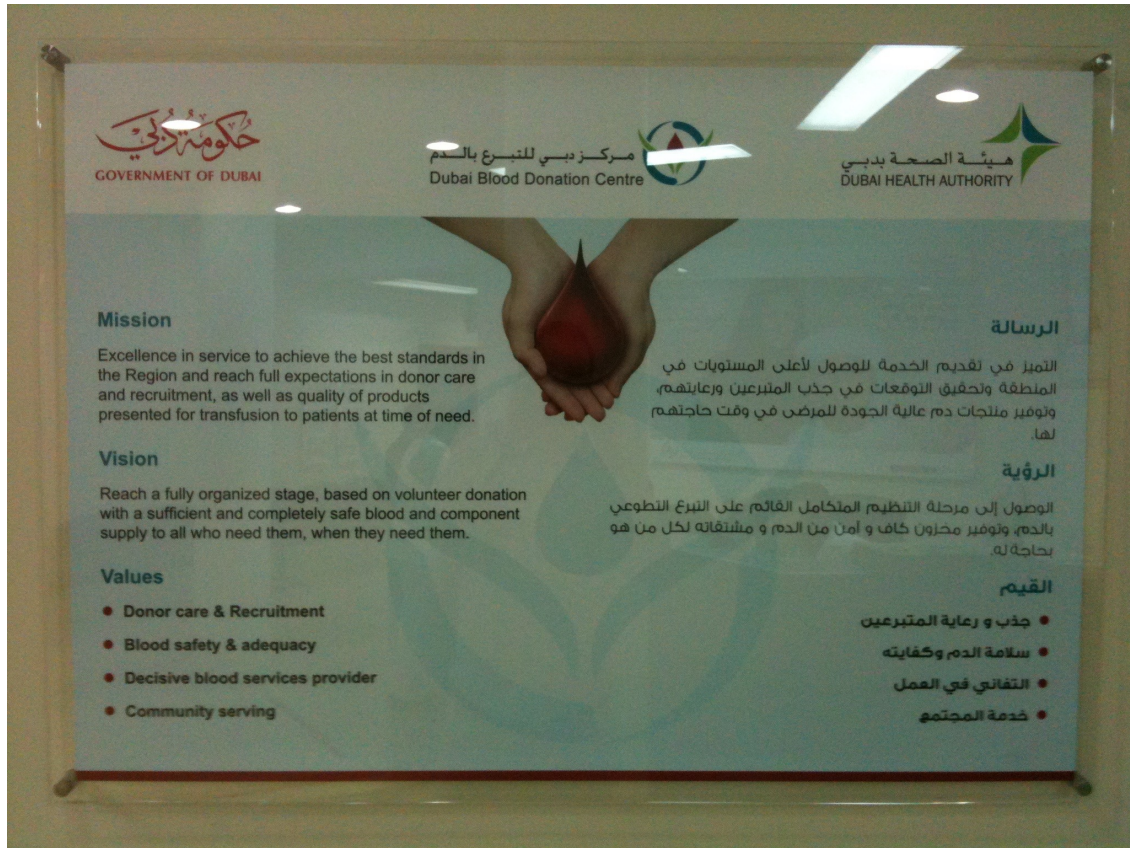 حكومة دبي
GOVERNMENT OF DUBAI
مركز دبي للتبرع بالدم
Dubai Blood Donation Centre
هيئة الصحة بدبي
DUBAI HEALTH AUTHORITY
Mission
Excellence in service to achieve the best standards in
the Region and reach full expectations in donor care
and recruitment, as well as quality of products
presented for transfusion to patients at time of need.
Vision
Reach a fully organized stage, based on volunteer donation
with a sufficient and completely safe blood and component
supply to all who need them, when they need them.
Values
• Donor care & Recruitment
• Blood safety & adequacy
• Decisive blood services provider
• Community serving
الرسالة
التميز في تقديم الخدمة للوصول لأعلى المستويات في
المنطقة وتحقيق التوقعات في جذب المتبرعين ورعايتهم،
وتوفير منتجات دم عالية الجودة للمرضى في وقت حاجتهم
لها.
الرؤية
الوصول إلى مرحلة التنظيم المتكامل القائم على التبرع التطوعي
بالدم، وتوفير مخزون كاف و آمن من الدم و مشتقاته لكل من هو
بحاجة له.
القيم
• جذب و رعاية المتبرعين
• سلامة الدم وكفايته
• التفاني في العمل
• خدمة المجتمع